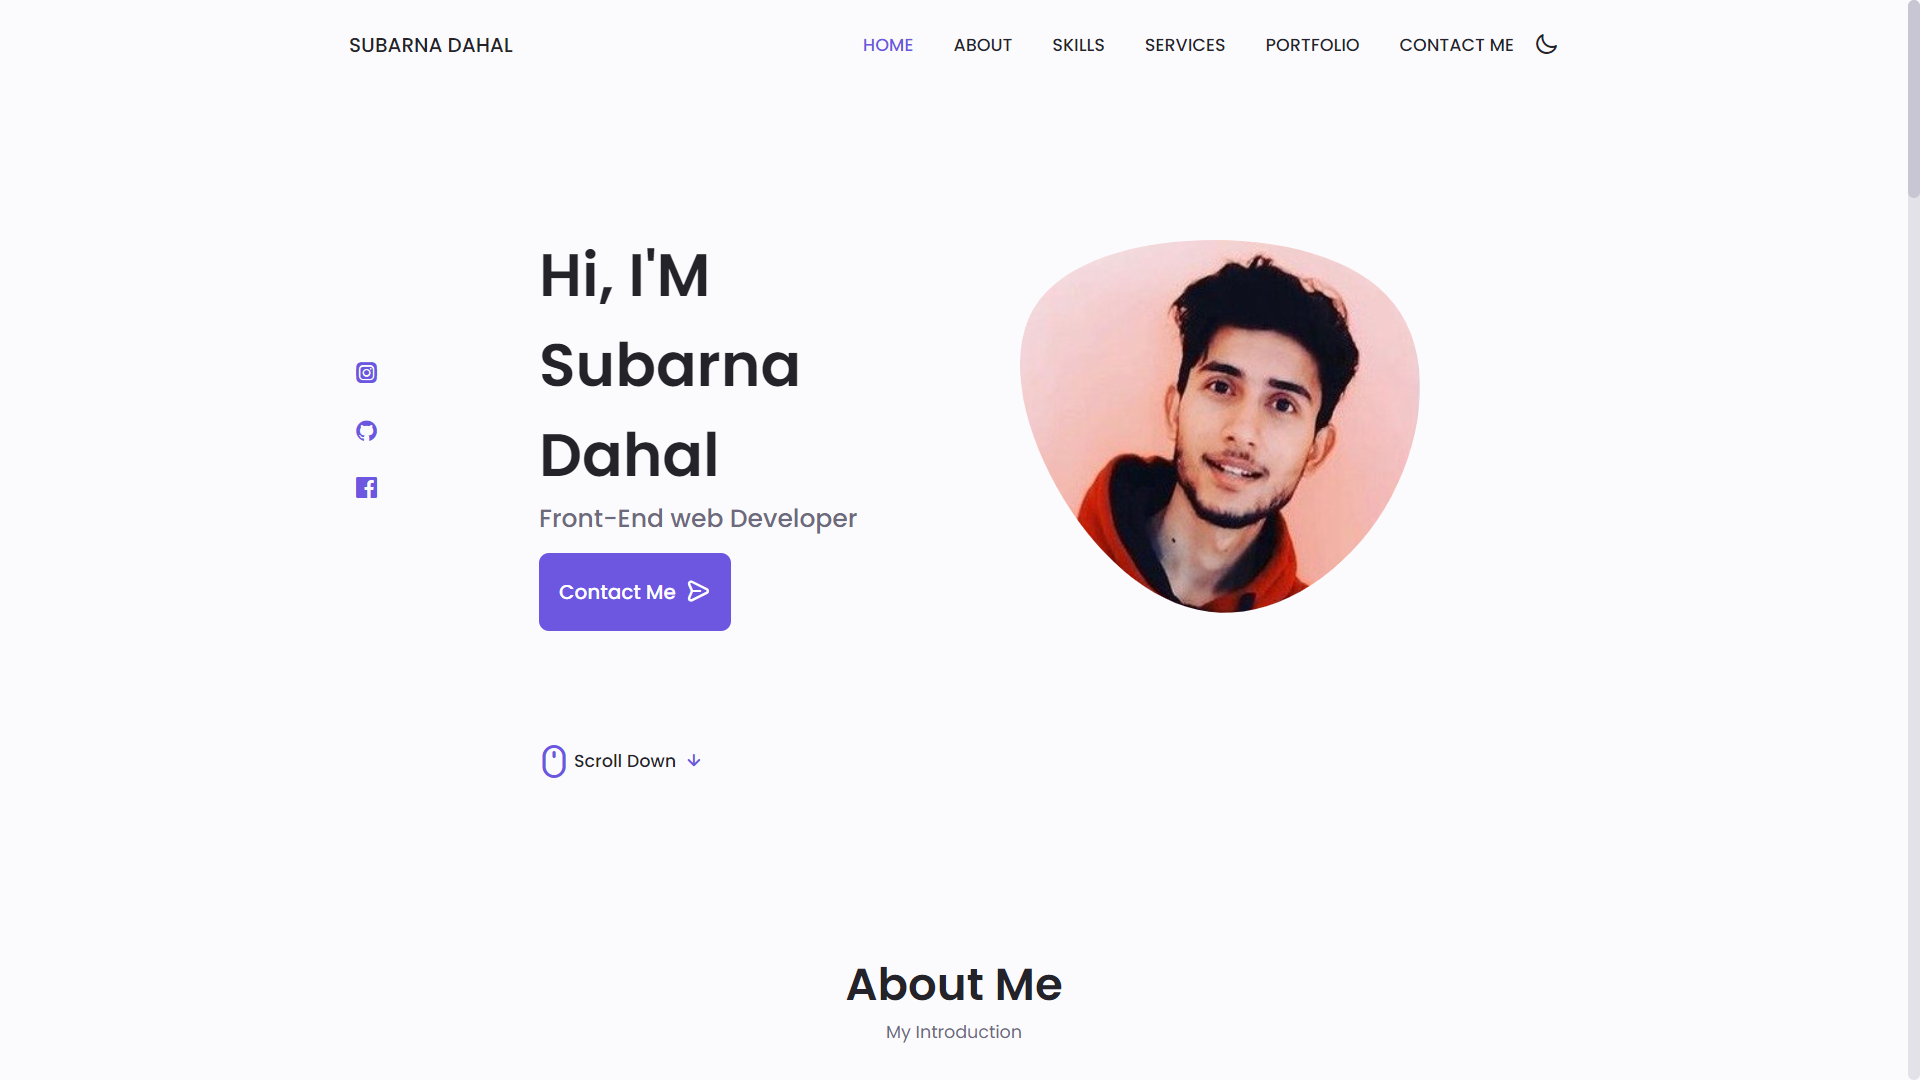 SUBARNA DAHAL
HOME ABOUT SKILLS SERVICES PORTFOLIO CONTACT ME
Hi, I'M
Subarna
Dahal
Front-End web Developer
Contact Me
Scroll Down
About Me
My Introduction